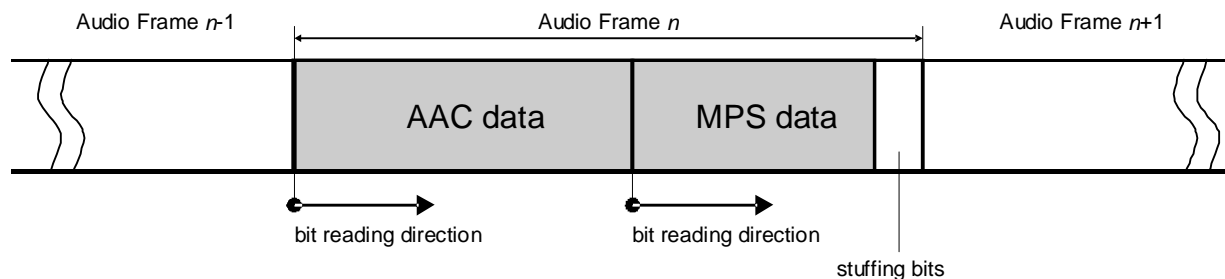 Audio Frame n-1
Audio Frame n
Audio Frame n+1
AAC data
MPS data
bit reading direction
bit reading direction
stuffing bits